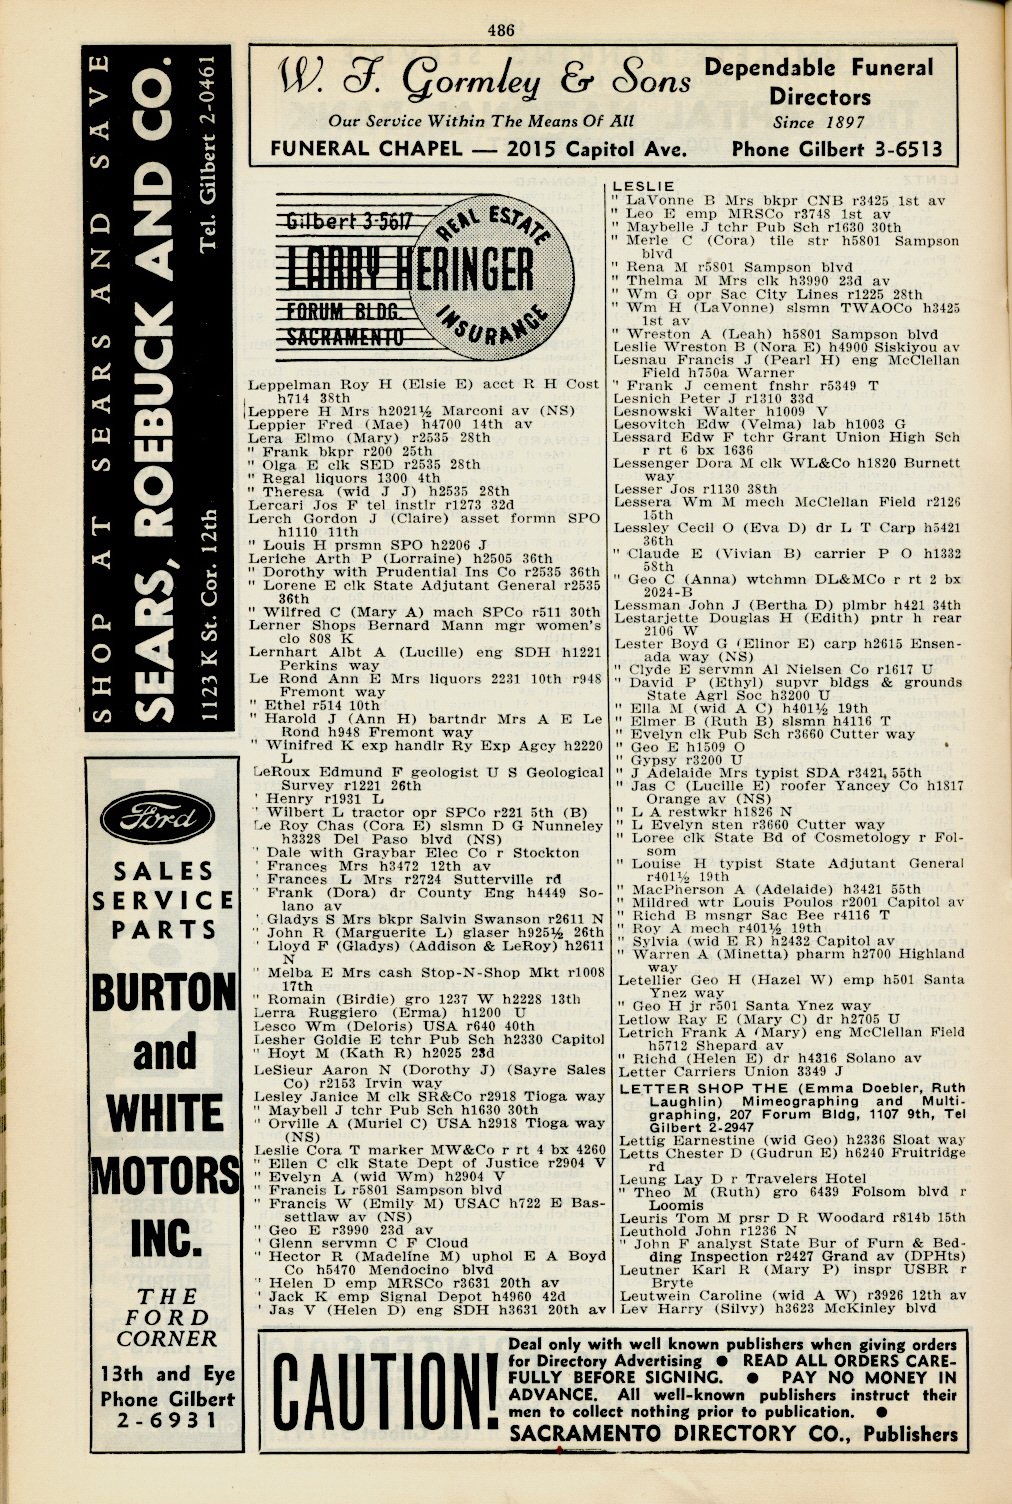 486
SHOP AT SEARS AND SAVE
SEARS, ROEBUCK AND CO.
1123 K St. Cor. 12th Tel. Gilbert 2-0461
W. F. Gormley & Sons
Dependable Funeral
Directors
Our Service Within The Means Of All
Since 1897
FUNERAL CHAPEL — 2015 Capitol Ave. Phone Gilbert 3-6513
Gilbert 3-5617
REAL ESTATE
LARRY HERINGER
FORUM BLDG.
INSURANCE
SACRAMENTO
Leppelman Roy H (Elsie E) acct R H Cost
h714 38th
Leppere H Mrs h2021½ Marconi av (NS)
Leppier Fred (Mae) h4700 14th av
Lera Elmo (Mary) r2535 28th
" Frank bkpr r200 25th
" Olga E clk SED r2535 28th
" Regal liquors 1300 4th
" Theresa (wid J J) h2535 28th
Lercari Jos F tel instlr r1273 32d
Lerch Gordon J (Claire) asset formn SPO
h1110 11th
" Louis H prsmn SPO h2206 J
Leriche Arth P (Lorraine) h2505 36th
" Dorothy with Prudential Ins Co r2535 36th
" Lorene E clk State Adjutant General r2535
36th
" Wilfred C (Mary A) mach SPCo r511 30th
Lerner Shops Bernard Mann mgr women's
clo 808 K
Lernhart Albt A (Lucille) eng SDH h1221
Perkins way
Le Rond Ann E Mrs liquors 2231 10th r948
Fremont way
" Ethel r514 10th
" Harold J (Ann H) bartndr Mrs A E Le
Rond h948 Fremont way
" Winifred K exp handlr Ry Exp Agcy h2220
L
LeRoux Edmund F geologist U S Geological
Survey r1221 26th
' Henry r1931 L
" Wilbert L tractor opr SPCo r221 5th (B)
Le Roy Chas (Cora E) slsmn D G Nunneley
h3328 Del Paso blvd (NS)
" Dale with Graybar Elec Co r Stockton
' Frances Mrs h3472 12th av
' Frances L Mrs r2724 Sutterville rd
" Frank (Dora) dr County Eng h4449 So-
lano av
' Gladys S Mrs bkpr Salvin Swanson r2611 N
" John R (Marguerite L) glaser h925½ 26th
' Lloyd F (Gladys) (Addison & LeRoy) h2611
N
" Melba E Mrs cash Stop-N-Shop Mkt r1008
17th
" Romain (Birdie) gro 1237 W h2228 13th
Lerra Ruggiero (Erma) h1200 U
Lesco Wm (Deloris) USA r640 40th
Lesher Goldie E tchr Pub Sch h2330 Capitol
" Hoyt M (Kath R) h2025 23d
LeSieur Aaron N (Dorothy J) (Sayre Sales
Co) r2153 Irvin way
Lesley Janice M clk SR&Co r2918 Tioga way
" Maybell J tchr Pub Sch h1630 30th
" Orville A (Muriel C) USA h2918 Tioga way
(NS)
Leslie Cora T marker MW&Co r rt 4 bx 4260
" Ellen C clk State Dept of Justice r2904 V
" Evelyn A (wid Wm) h2904 V
" Francis L r5801 Sampson blvd
" Francis W (Emily M) USAC h722 E Bas-
settlaw av (NS)
" Geo E r3990 23d av
' Glenn servmn C F Cloud
" Hector R (Madeline M) uphol E A Boyd
Co h5470 Mendocino blvd
" Helen D emp MRSCo r3631 20th av
' Jack K emp Signal Depot h4960 42d
' Jas V (Helen D) eng SDH h3631 20th av
LESLIE
" LaVonne B Mrs bkpr CNB r3425 1st av
" Leo E emp MRSCo r3748 1st av
" Maybelle J tchr Pub Sch r1630 30th
" Merle C (Cora) tile str h5801 Sampson
blvd
" Rena M r5801 Sampson blvd
" Thelma M Mrs clk h3990 23d av
" Wm G opr Sac City Lines r1225 28th
" Wm H (LaVonne) slsmn TWAOCo h3425
1st av
" Wreston A (Leah) h5801 Sampson blvd
Leslie Wreston B (Nora E) h4900 Siskiyou av
Lesnau Francis J (Pearl H) eng McClellan
Field h750a Warner
" Frank J cement fnshr r5349 T
Lesnich Peter J r1310 33d
Lesnowski Walter h1009 V
Lesovitch Edw (Velma) lab h1003 G
Lessard Edw F tchr Grant Union High Sch
r rt 6 bx 1636
Lessenger Dora M clk WL&Co h1820 Burnett
way
Lesser Jos r1130 38th
Lessera Wm M mech McClellan Field r2126
15th
Lessley Cecil O (Eva D) dr L T Carp h5421
36th
" Claude E (Vivian B) carrier P O h1332
58th
" Geo C (Anna) wtchmn DL&MCo r rt 2 bx
2024-B
Lessman John J (Bertha D) plmbr h421 34th
Lestarjette Douglas H (Edith) pntr h rear
2106 W
Lester Boyd G (Elinor E) carp h2615 Ensen-
ada way (NS)
" Clyde E servmn Al Nielsen Co r1617 U
" David P (Ethyl) supvr bldgs & grounds
State Agrl Soc h3200 U
" Ella M (wid A C) h401½ 19th
" Elmer B (Ruth B) slsmn h4116 T
" Evelyn clk Pub Sch r3660 Cutter way
" Geo E h1509 O
" Gypsy r3200 U
" J Adelaide Mrs typist SDA r3421 55th
" Jas C (Lucille E) roofer Yancey Co h1817
Orange av (NS)
" L A restwkr h1826 N
" L Evelyn sten r3660 Cutter way
" Loree clk State Bd of Cosmetology r Fol-
som
" Louise H typist State Adjutant General
r401½ 19th
" MacPherson A (Adelaide) h3421 55th
" Mildred wtr Louis Poulos r2001 Capitol av
" Richd B msngr Sac Bee r4116 T
" Roy A mech r401½ 19th
" Sylvia (wid E R) h2432 Capitol av
" Warren A (Minetta) pharm h2700 Highland
way
Letellier Geo H (Hazel W) emp h501 Santa
Ynez way
" Geo H jr r501 Santa Ynez way
Letlow Ray E (Mary C) dr h2705 U
Letrich Frank A (Mary) eng McClellan Field
h5712 Shepard av
" Richd (Helen E) dr h4316 Solano av
Letter Carriers Union 3349 J
LETTER SHOP THE (Emma Doebler, Ruth
Laughlin) Mimeographing and Multi-
graphing, 207 Forum Bldg, 1107 9th, Tel
Gilbert 2-2947
Lettig Earnestine (wid Geo) h2336 Sloat way
Letts Chester D (Gudrun E) h6240 Fruitridge
rd
Leung Lay D r Travelers Hotel
" Theo M (Ruth) gro 6439 Folsom blvd r
Loomis
Leuris Tom M prsr D R Woodard r814b 15th
Leuthold John r1236 N
" John F analyst State Bur of Furn & Bed-
ding Inspection r2427 Grand av (DPHts)
Leutner Karl R (Mary P) inspr USBR r
Bryte
Leutwein Caroline (wid A W) r3926 12th av
Lev Harry (Silvy) h3623 McKinley blvd
Ford
SALES
SERVICE
PARTS
BURTON
and
WHITE
MOTORS
INC.
THE
FORD
CORNER
13th and Eye
Phone Gilbert
2-6931
CAUTION!
Deal only with well known publishers when giving orders
for Directory Advertising ● READ ALL ORDERS CARE-
FULLY BEFORE SIGNING. ● PAY NO MONEY IN
ADVANCE. All well-known publishers instruct their
men to collect nothing prior to publication. ●
SACRAMENTO DIRECTORY CO., Publishers